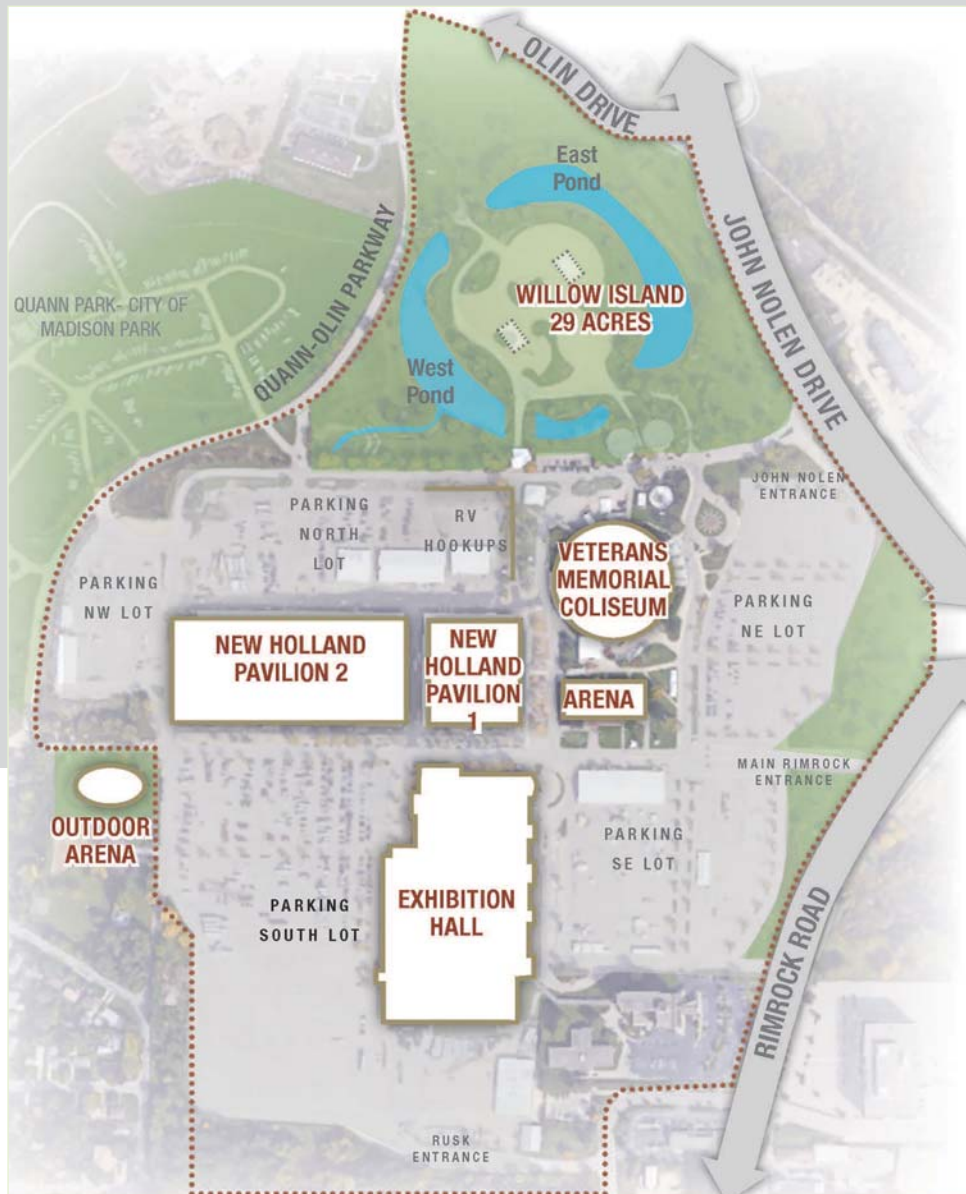 OLIN DRIVE
East
Pond
JOHN NOLEN DRIVE
QUANN-OLIN PARKWAY
WILLOW ISLAND
29 ACRES
QUANN PARK- CITY OF
MADISON PARK
West
Pond
JOHN NOLEN
ENTRANCE
PARKING
NORTH
LOT
RV
HOOKUPS
VETERANS
MEMORIAL
COLISEUM
PARKING
NW LOT
PARKING
NE LOT
NEW HOLLAND
PAVILION 2
NEW
HOLLAND
PAVILION
1
ARENA
MAIN RIMROCK
ENTRANCE
OUTDOOR
ARENA
PARKING
SE LOT
PARKING
SOUTH LOT
EXHIBITION
HALL
RIMROCK ROAD
RUSK
ENTRANCE